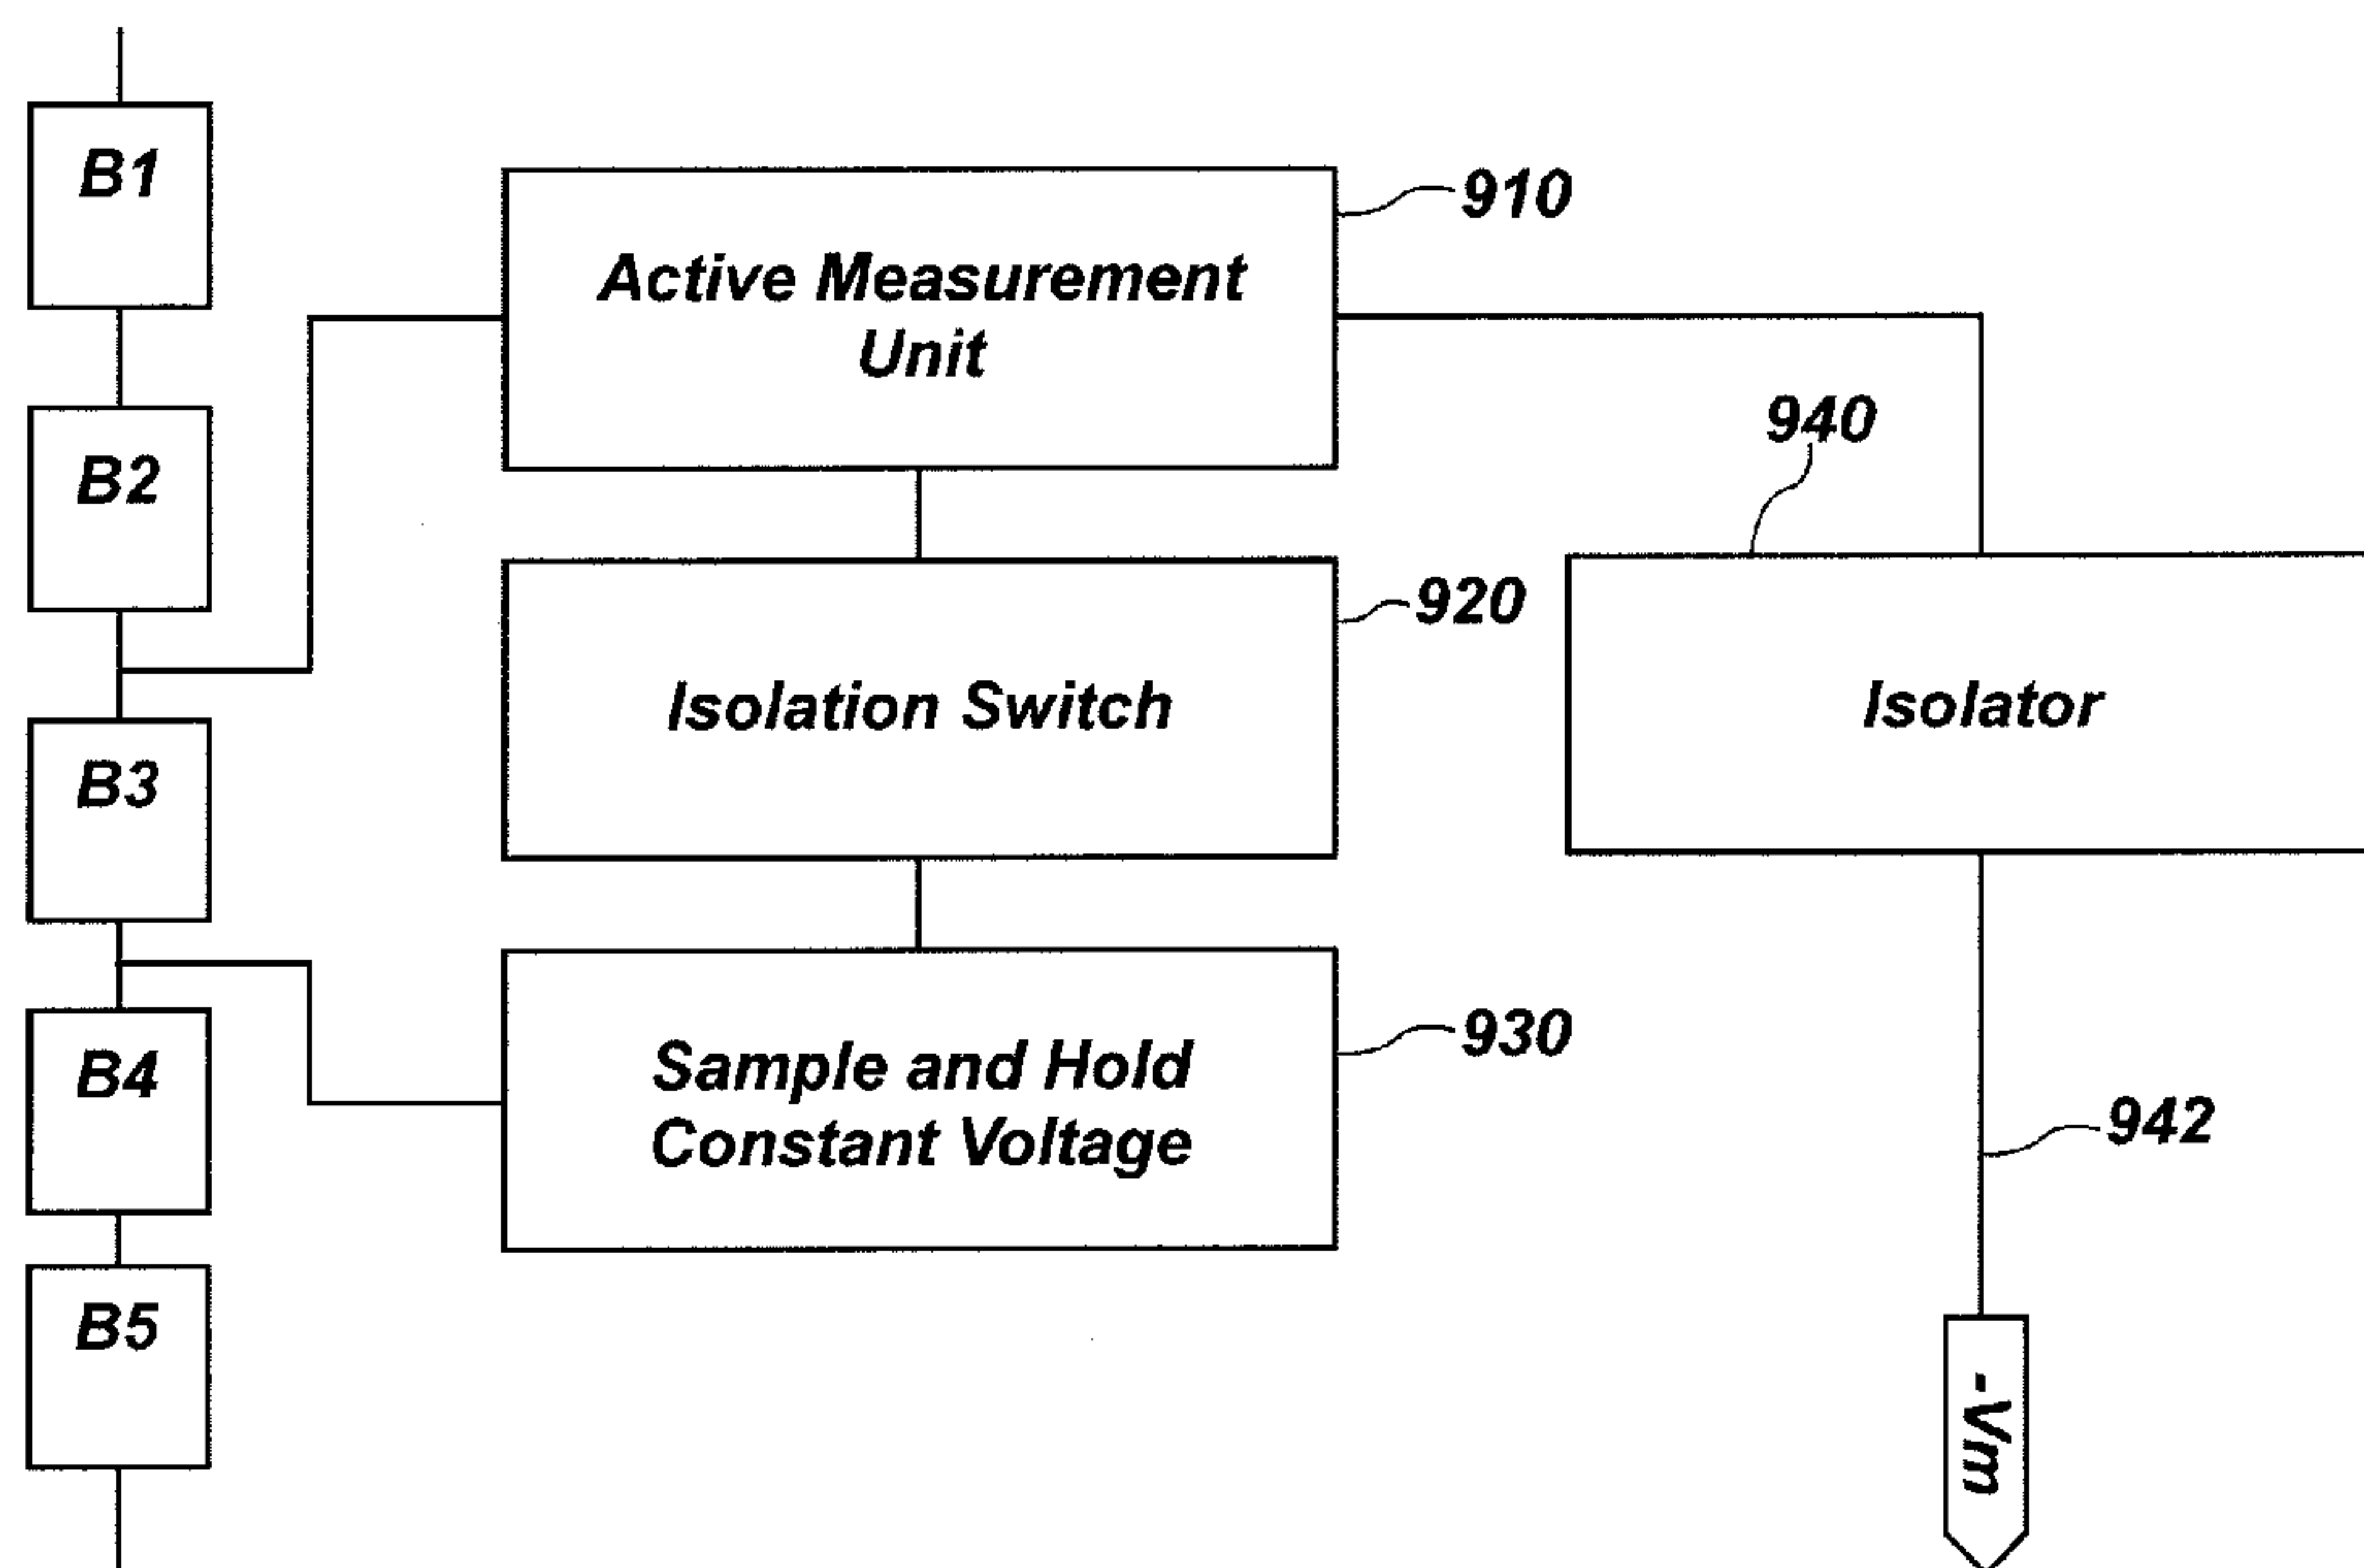 B1
B2
B3
B4
B5
Active Measurement
Unit
910
Isolation Switch
920
Sample and Hold
Constant Voltage
930
940
Isolator
942
-Vm